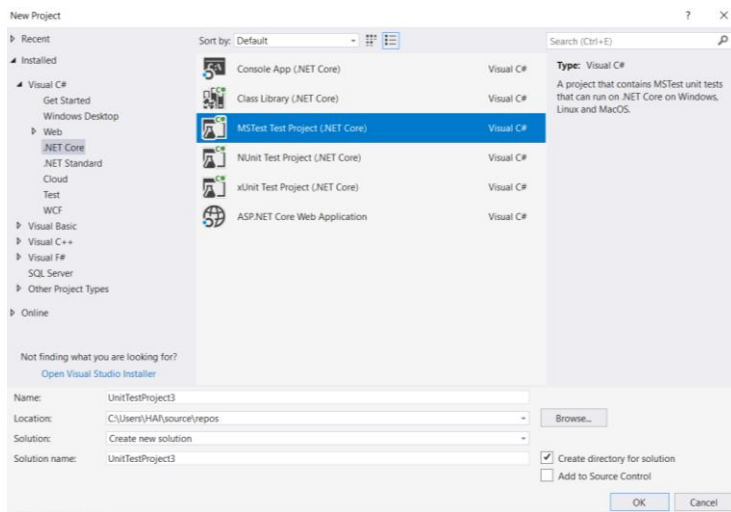 New Project
?
Recent
Installed
Visual C#
Get Started
Windows Desktop
Web
.NET Core
.NET Standard
Cloud
Test
WCF
Visual Basic
Visual C++
Visual F#
SQL Server
Other Project Types
Online
Not finding what you are looking for?
Open Visual Studio Installer
Sort by: Default
Console App (.NET Core) Visual C#
Class Library (.NET Core) Visual C#
MSTest Test Project (.NET Core) Visual C#
NUnit Test Project (.NET Core) Visual C#
xUnit Test Project (.NET Core) Visual C#
ASP.NET Core Web Application Visual C#
Search (Ctrl+E)
Type: Visual C#
A project that contains MSTest unit tests
that can run on .NET Core on Windows,
Linux and MacOS.
Name: UnitTestProject3
Location: C:\Users\HAI\source\repos
Browse...
Solution: Create new solution
Solution name: UnitTestProject3
Create directory for solution
Add to Source Control
OK Cancel